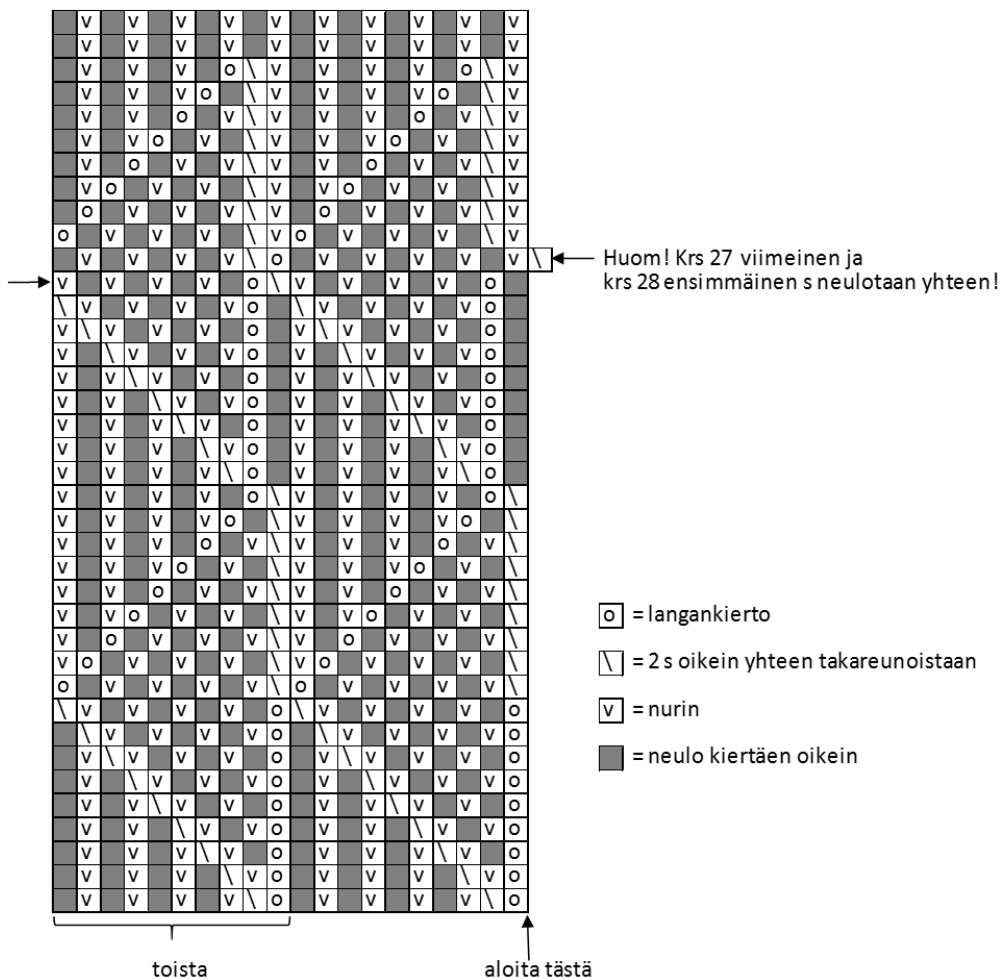 Huom! Krs 27 viimeinen ja
krs 28 ensimmäinen s neulotaan yhteen!
o = langankierto
\ = 2 s oikein yhteen takareunoistaan
v = nurin
= neulo kiertäen oikein
toista
aloita tästä